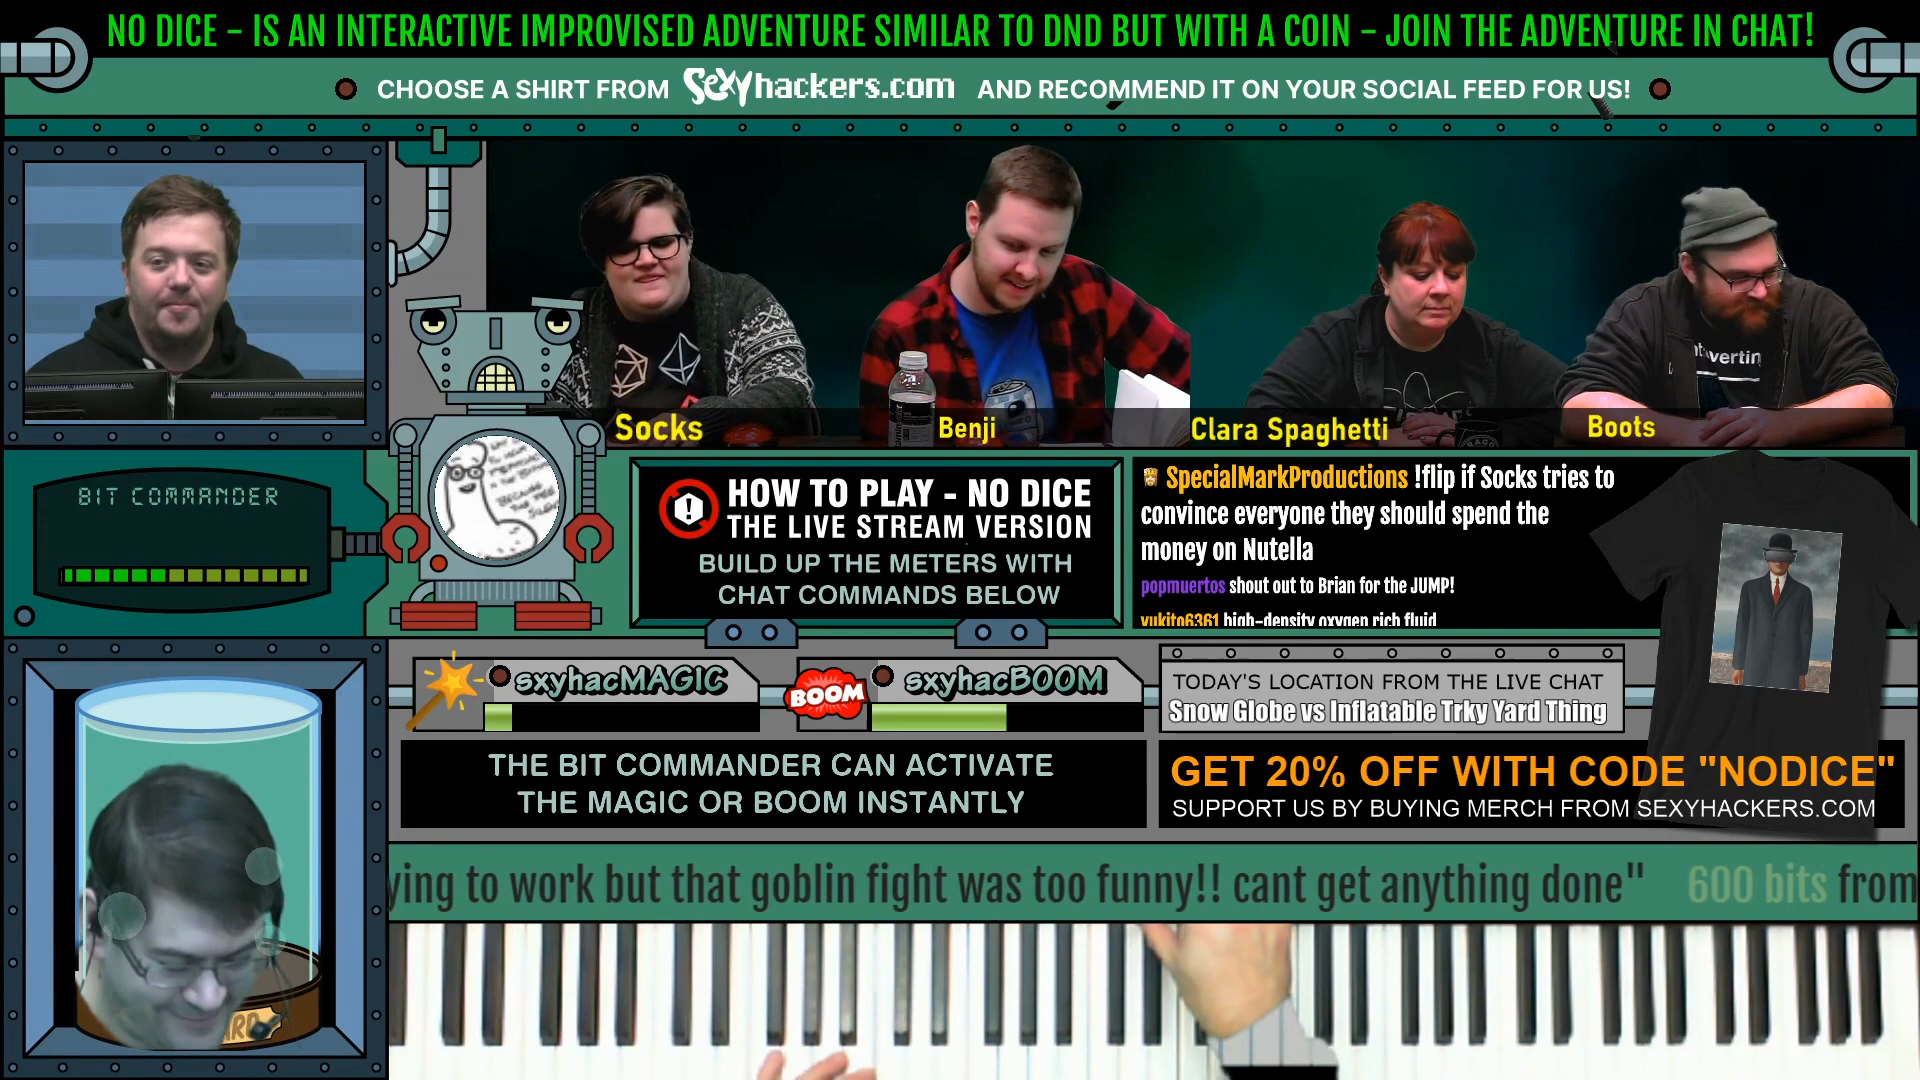 NO DICE - IS AN INTERACTIVE IMPROVISED ADVENTURE SIMILAR TO DND BUT WITH A COIN - JOIN THE ADVENTURE IN CHAT!
CHOOSE A SHIRT FROM Sexyhackers.com AND RECOMMEND IT ON YOUR SOCIAL FEED FOR US!
Socks
Benji
Clara Spaghetti
Boots
BIT COMMANDER
HOW TO PLAY - NO DICE
THE LIVE STREAM VERSION
BUILD UP THE METERS WITH
CHAT COMMANDS BELOW
SpecialMarkProductions !flip if Socks tries to
convince everyone they should spend the
money on Nutella
popmuertos shout out to Brian for the JUMP!
yukito6361 high-density oxygen rich fluid
sxyhacMAGIC
BOOM
sxyhacBOOM
TODAY'S LOCATION FROM THE LIVE CHAT
Snow Globe vs Inflatable Trky Yard Thing
THE BIT COMMANDER CAN ACTIVATE
THE MAGIC OR BOOM INSTANTLY
GET 20% OFF WITH CODE "NODICE"
SUPPORT US BY BUYING MERCH FROM SEXYHACKERS.COM
ying to work but that goblin fight was too funny!! cant get anything done" 600 bits from